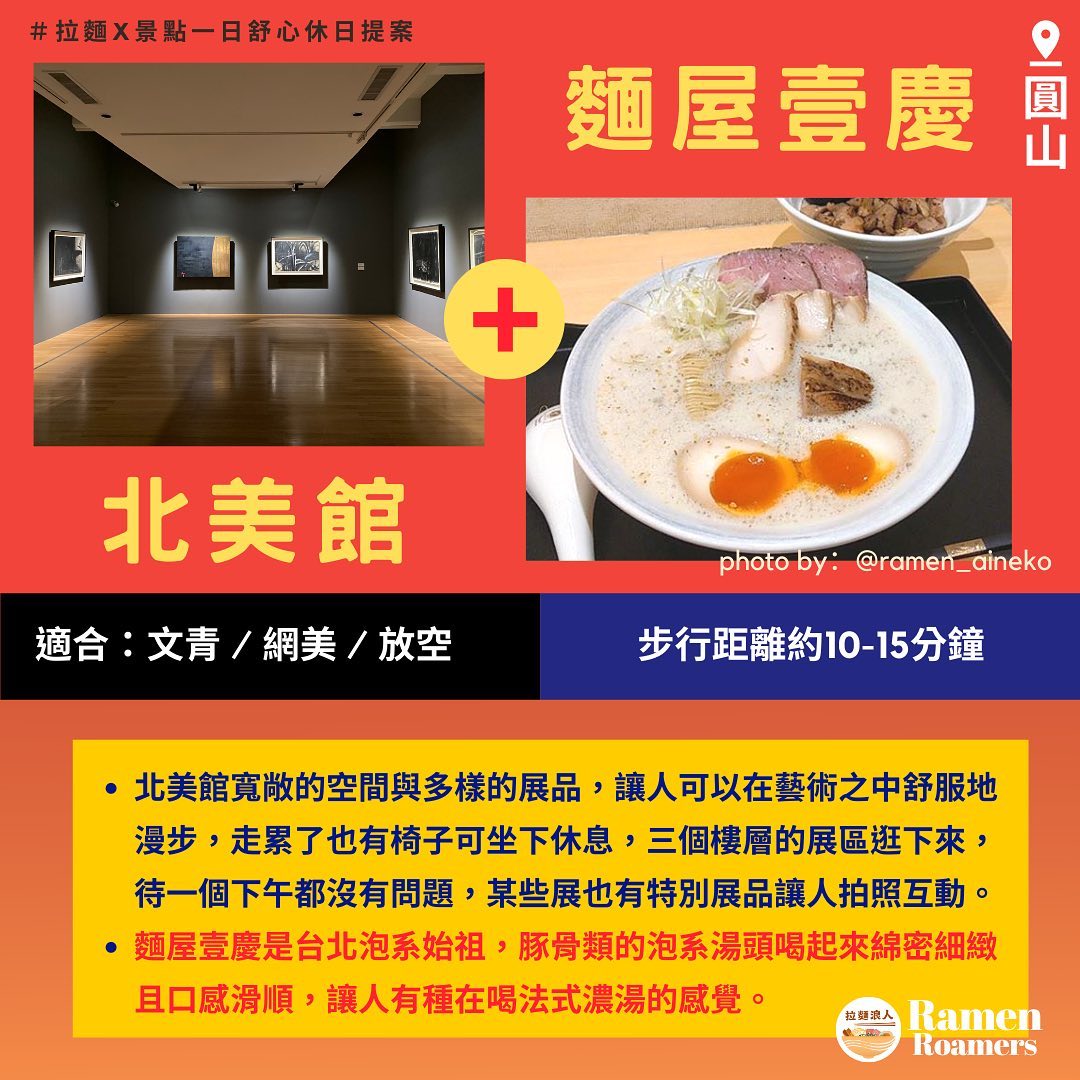 #拉麵X景點一日舒心休日提案
圓山
麵屋壹慶
北美館
photo by：@ramen_aineko
適合：文青 / 網美 / 放空
步行距離約10-15分鐘
• 北美館寬敞的空間與多樣的展品，讓人可以在藝術之中舒服地
漫步，走累了也有椅子可坐下休息，三個樓層的展區逛下來，
待一個下午都沒有問題，某些展也有特別展品讓人拍照互動。
• 麵屋壹慶是台北泡系始祖，豚骨類的泡系湯頭喝起來綿密細緻
且口感滑順，讓人有種在喝法式濃湯的感覺。
拉麵浪人
Ramen
Roamers